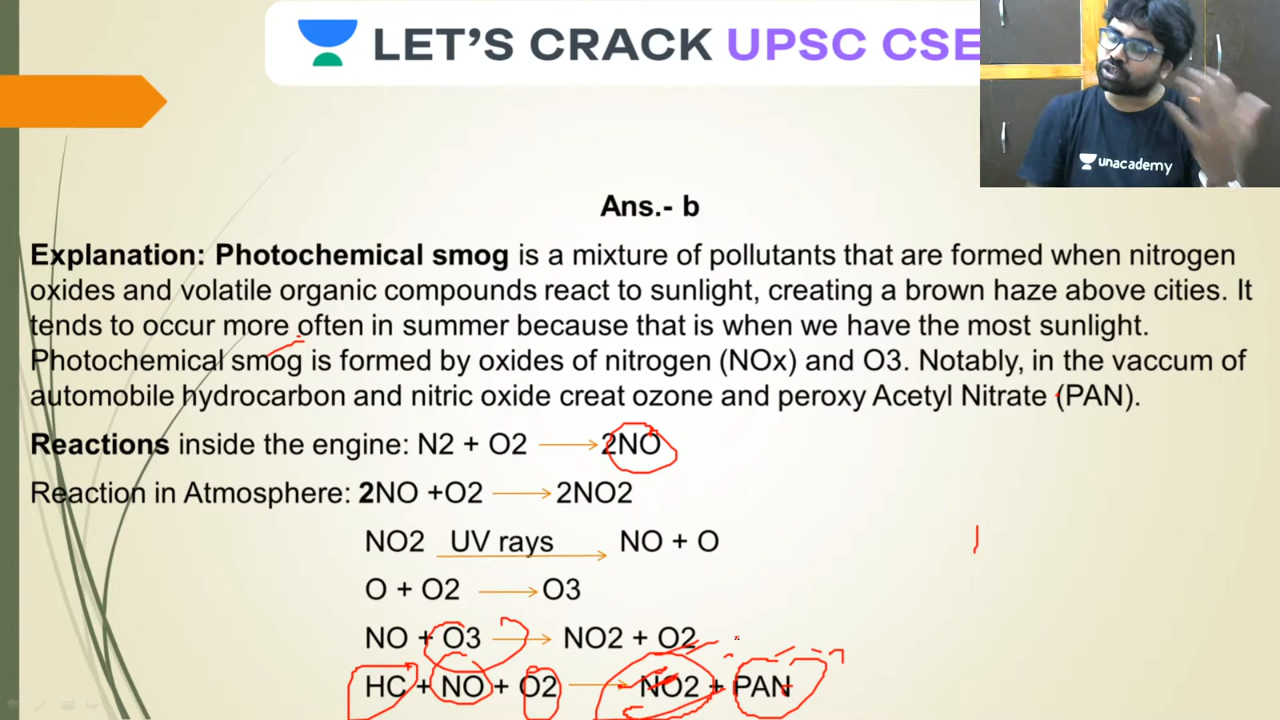 LET'S CRACK UPSC CSE
unacademy
Ans.- b
Explanation: Photochemical smog is a mixture of pollutants that are formed when nitrogen
oxides and volatile organic compounds react to sunlight, creating a brown haze above cities. It
tends to occur more often in summer because that is when we have the most sunlight.
Photochemical smog is formed by oxides of nitrogen (NOx) and O3. Notably, in the vaccum of
automobile hydrocarbon and nitric oxide creat ozone and peroxy Acetyl Nitrate (PAN).
Reactions inside the engine: N2 + O2 → 2NO
Reaction in Atmosphere: 2NO +O2 → 2NO2
NO2 UV rays → NO + O
O + O2 → O3
NO + O3 → NO2 + O2
HC + NO + O2 → NO2 + PAN